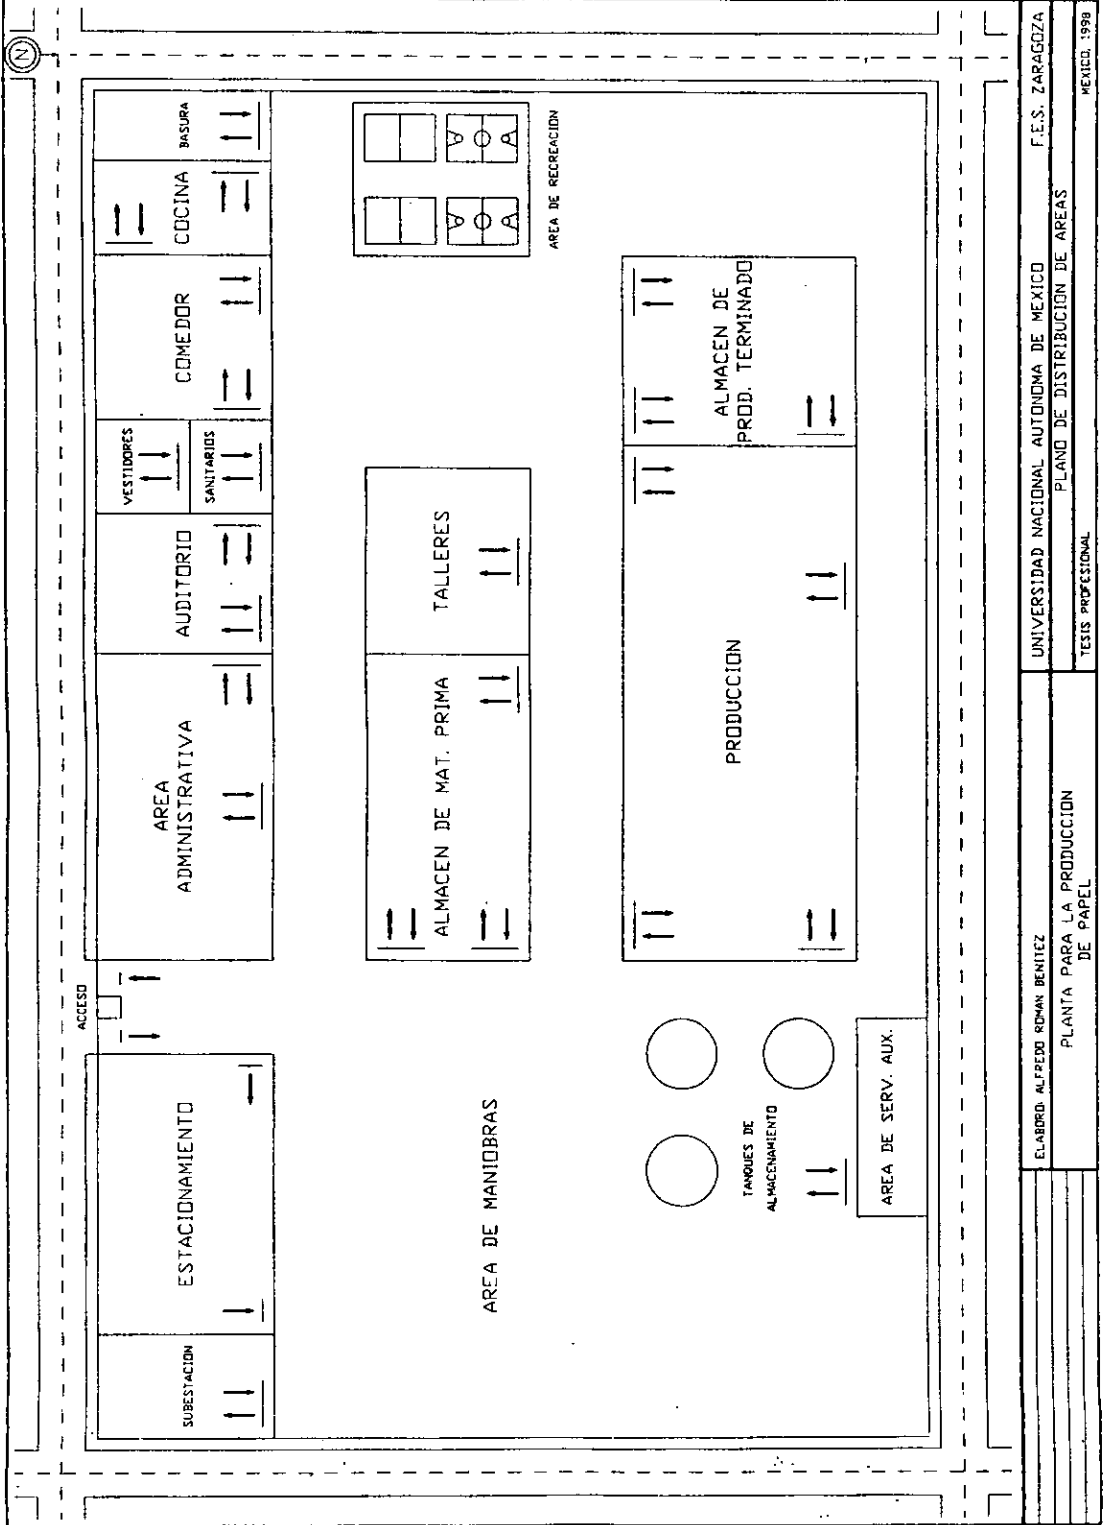 N
SUBESTACION
ESTACIONAMIENTO
ACCESO
AREA
ADMINISTRATIVA
AUDITORIO
VESTIDORES
SANITARIOS
COMEDOR
COCINA
BASURA
AREA DE MANIOBRAS
ALMACEN DE MAT. PRIMA
TALLERES
AREA DE RECREACION
TANQUES DE
ALMACENAMIENTO
AREA DE SERV. AUX.
PRODUCCION
ALMACEN DE
PROD. TERMINADO
ELABORO: ALFREDO ROMAN BENITEZ
PLANTA PARA LA PRODUCCION
DE PAPEL
UNIVERSIDAD NACIONAL AUTONOMA DE MEXICO
F.E.S. ZARAGOZA
PLANO DE DISTRIBUCION DE AREAS
TESIS PROFESIONAL
MEXICO, 1998